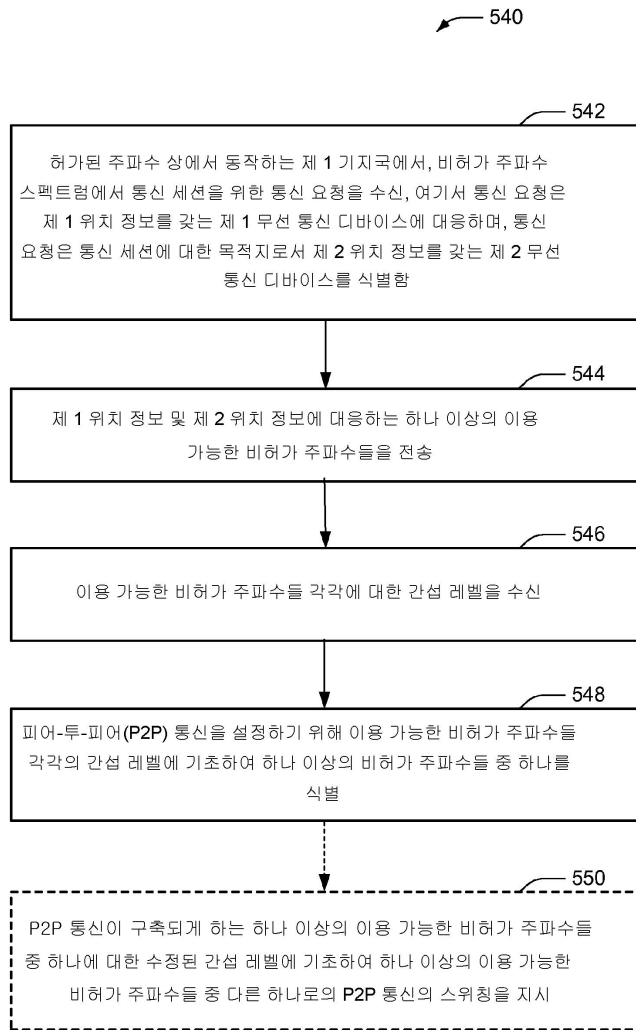 540
542
허가된 주파수 상에서 동작하는 제 1 기지국에서, 비허가 주파수
스펙트럼에서 통신 세션을 위한 통신 요청을 수신, 여기서 통신 요청은
제 1 위치 정보를 갖는 제 1 무선 통신 디바이스에 대응하며, 통신
요청은 통신 세션에 대한 목적지로서 제 2 위치 정보를 갖는 제 2 무선
통신 디바이스를 식별함
544
제 1 위치 정보 및 제 2 위치 정보에 대응하는 하나 이상의 이용
가능한 비허가 주파수들을 전송
546
이용 가능한 비허가 주파수들 각각에 대한 간섭 레벨을 수신
548
피어-투-피어(P2P) 통신을 설정하기 위해 이용 가능한 비허가 주파수들
각각의 간섭 레벨에 기초하여 하나 이상의 비허가 주파수들 중 하나를
식별
550
P2P 통신이 구축되게 하는 하나 이상의 이용 가능한 비허가 주파수들
중 하나에 대한 수정된 간섭 레벨에 기초하여 하나 이상의 이용 가능한
비허가 주파수들 중 다른 하나로의 P2P 통신의 스위칭을 지시